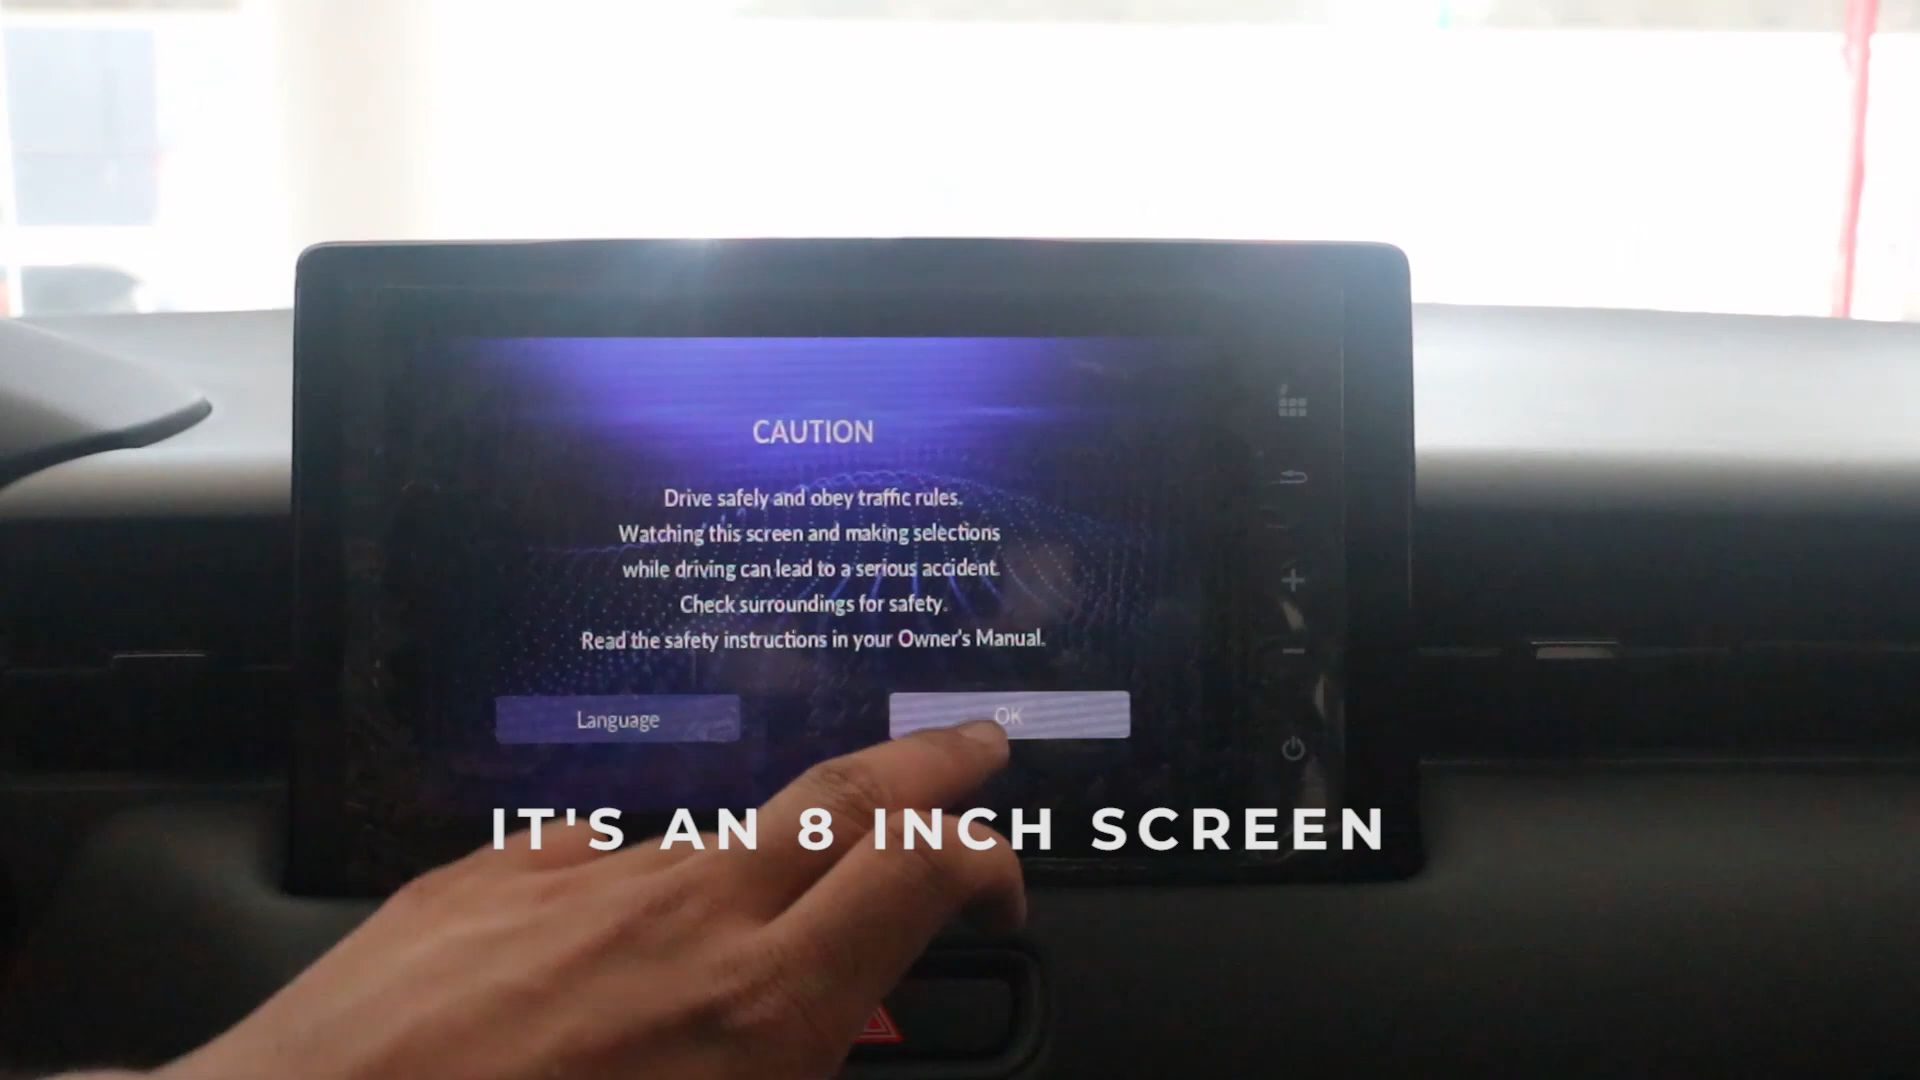 CAUTION
Drive safely and obey traffic rules.
Watching this screen and making selections
while driving can lead to a serious accident.
Check surroundings for safety.
Read the safety instructions in your Owner's Manual.
Language
OK
IT'S AN 8 INCH SCREEN